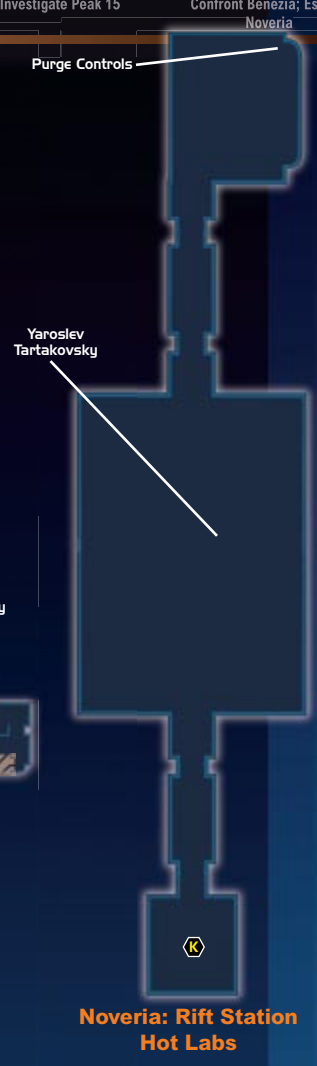 Investigate Peak 15
Confront Benezia; Es
Noveria
Purge Controls
Yaroslev
Tartakovsky
y
K
Noveria: Rift Station
Hot Labs